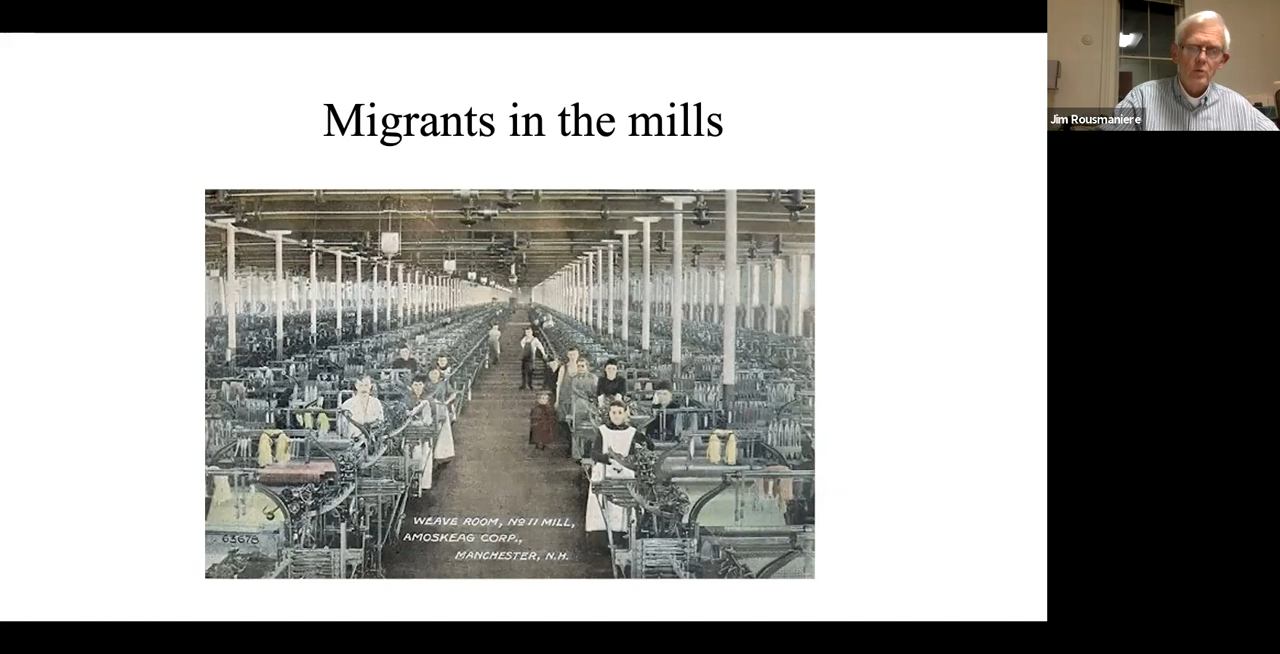 Migrants in the mills
Jim Rousmaniere
WEAVE ROOM, Nº 11 MILL,
AMOSKEAG CORP.,
MANCHESTER, N.H.
63678